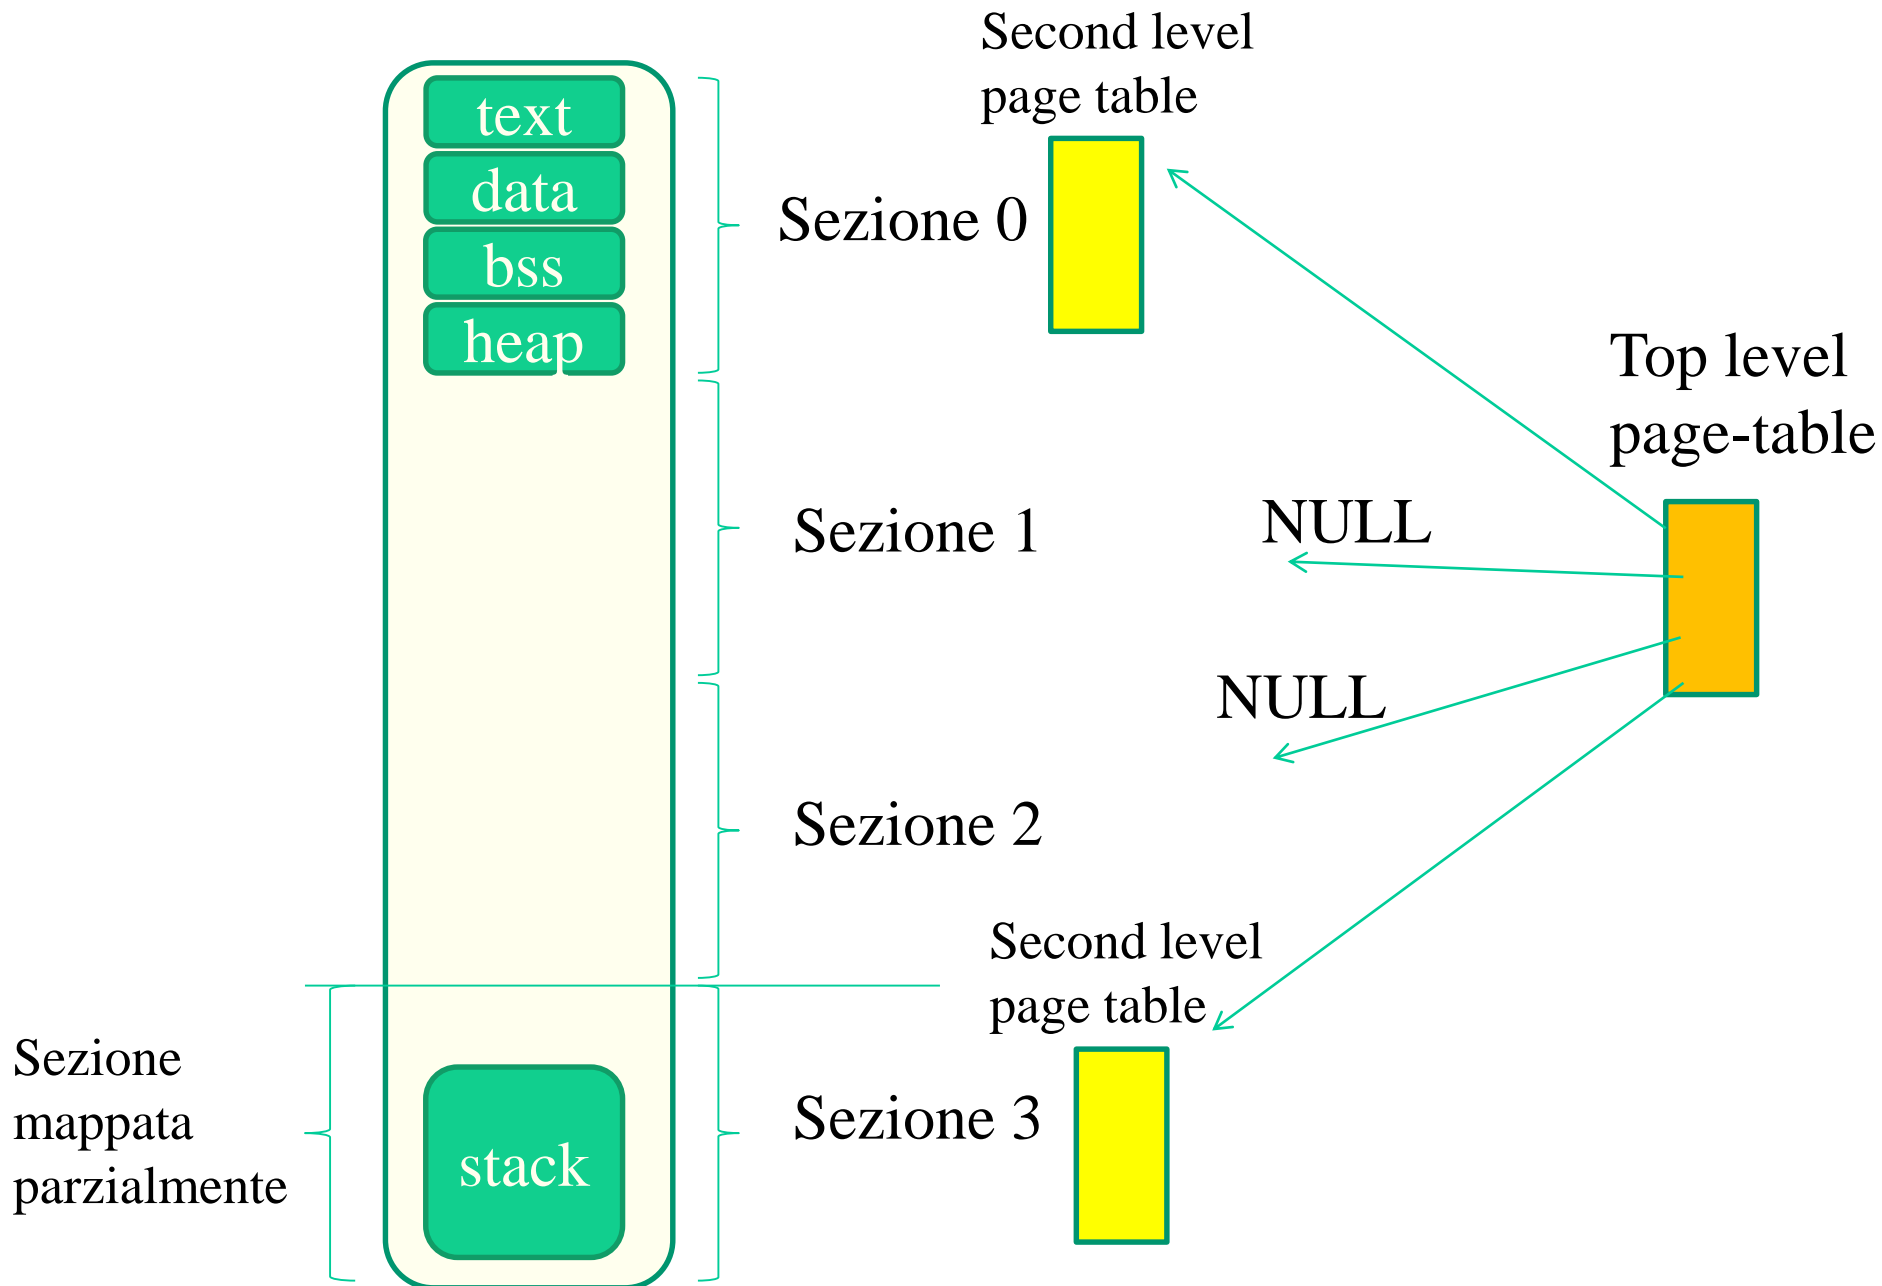 Second level
page table
text
data
bss
heap
Sezione 0
Top level
page-table
NULL
Sezione 1
NULL
Sezione 2
Second level
page table
Sezione
mappata
parzialmente
stack
Sezione 3